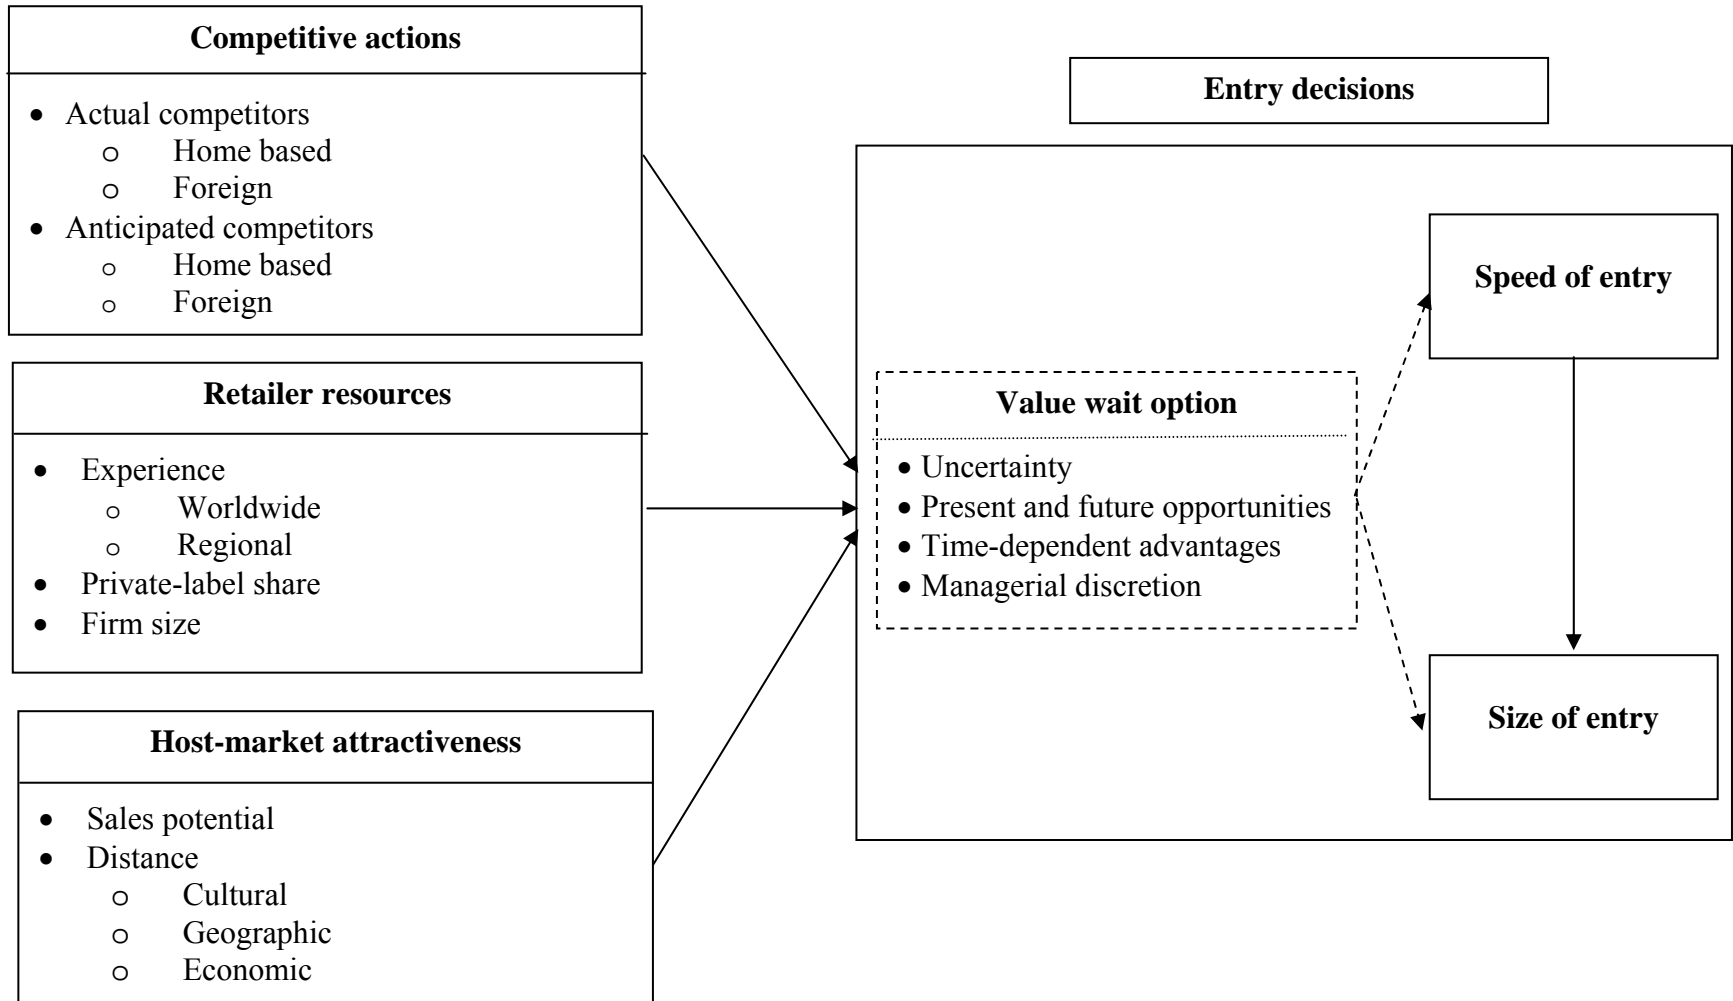 Competitive actions
• Actual competitors
o Home based
o Foreign
• Anticipated competitors
o Home based
o Foreign
Retailer resources
• Experience
o Worldwide
o Regional
• Private-label share
• Firm size
Host-market attractiveness
• Sales potential
• Distance
o Cultural
o Geographic
o Economic
Entry decisions
Value wait option
• Uncertainty
• Present and future opportunities
• Time-dependent advantages
• Managerial discretion
Speed of entry
Size of entry